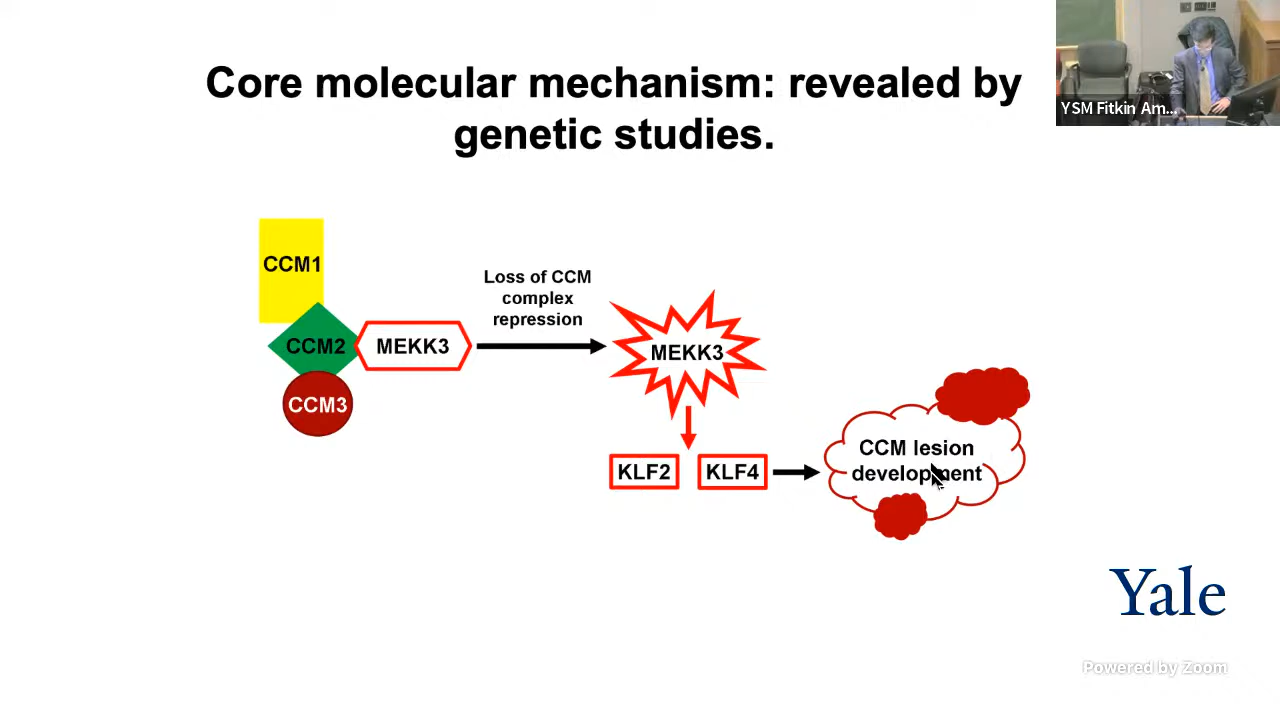 Core molecular mechanism: revealed by
genetic studies.
YSM Fitkin Am...
CCM1
CCM2
MEKK3
CCM3
Loss of CCM
complex
repression
MEKK3
KLF2
KLF4
CCM lesion
development
Yale
Powered by Zoom